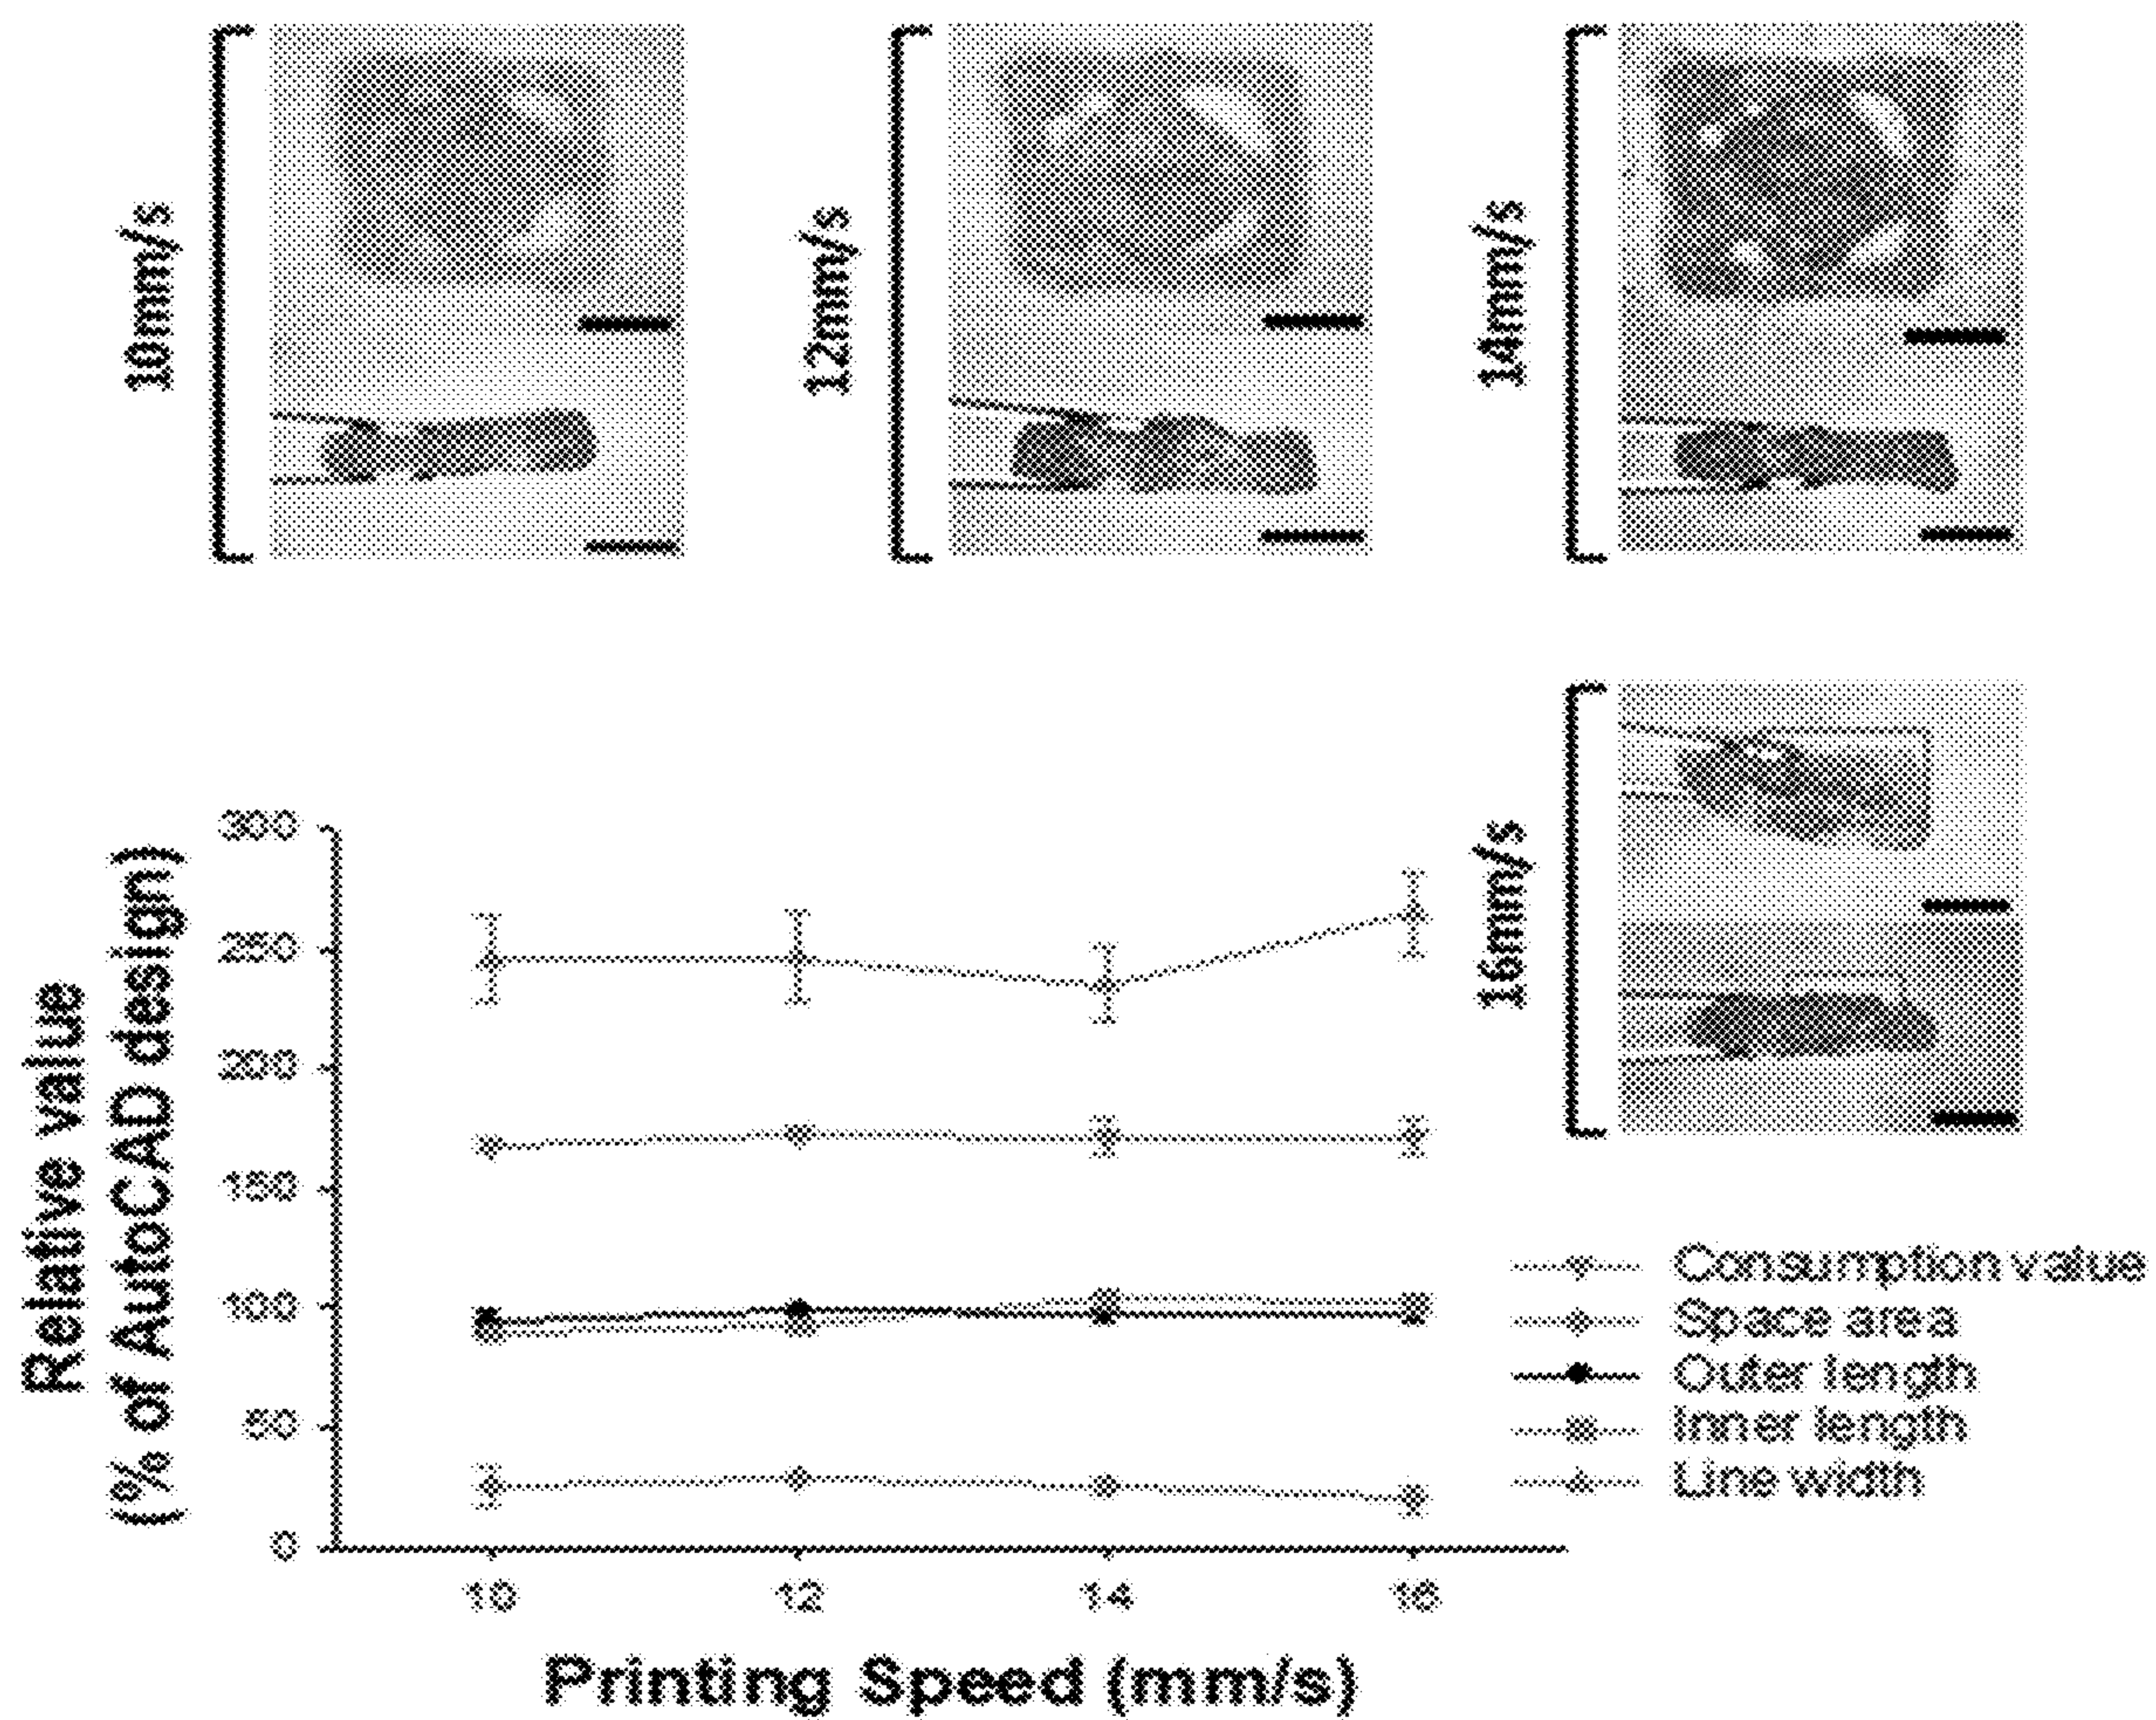 10mm/s
12mm/s
14mm/s
16mm/s
Relative value
(% of AutoCAD design)
300
250
200
150
100
50
0
10
12
14
16
Printing Speed (mm/s)
Consumption value
Space area
Outer length
Inner length
Line width